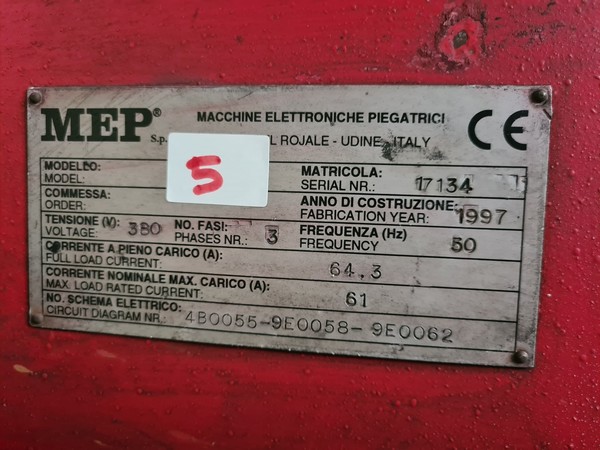 MEP® MACCHINE ELETTRONICHE PIEGATRICI
S.p. L ROJALE - UDINE - ITALY CE
5
MODELLO: MATRICOLA:
MODEL: SERIAL NR.: 17134
COMMESSA: ANNO DI COSTRUZIONE:
ORDER: FABRICATION YEAR: 1997
TENSIONE (V): NO. FASI: FREQUENZA (Hz)
VOLTAGE: 380 PHASES NR.: 3 FREQUENCY 50
CORRENTE A PIENO CARICO (A):
FULL LOAD CURRENT: 64.3
CORRENTE NOMINALE MAX. CARICO (A):
MAX. LOAD RATED CURRENT: 61
NO. SCHEMA ELETTRICO:
CIRCUIT DIAGRAM NR.: 4B0055-9E0058-9E0062